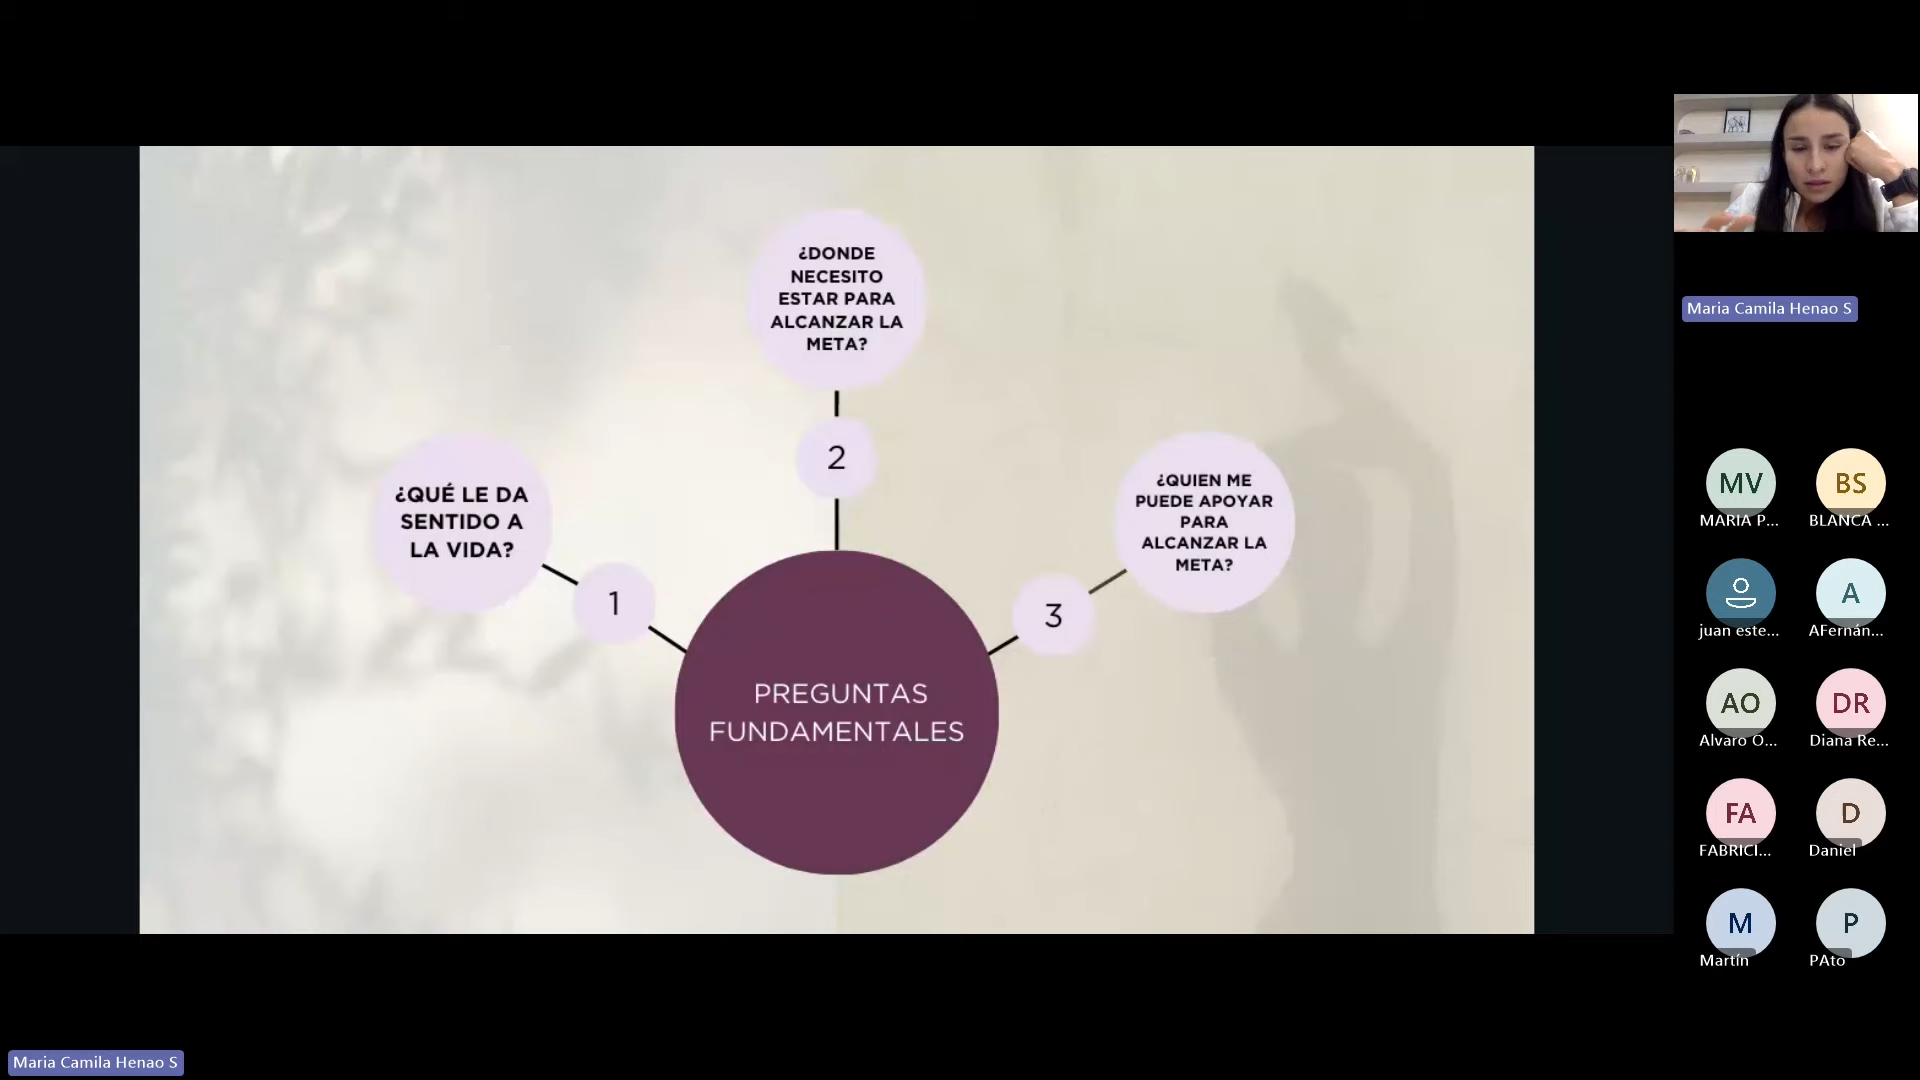 ¿DONDE
NECESITO
ESTAR PARA
ALCANZAR LA
META?
2
¿QUÉ LE DA
SENTIDO A
LA VIDA?
1
¿QUIEN ME
PUEDE APOYAR
PARA
ALCANZAR LA
META?
3
PREGUNTAS
FUNDAMENTALES
Maria Camila Henao S
MV
MARIA P...
BS
BLANCA ...
juan este...
A
AFernán...
AO
Alvaro O...
DR
Diana Re...
FA
FABRICI...
D
Daniel
M
Martín
P
PAto
Maria Camila Henao S